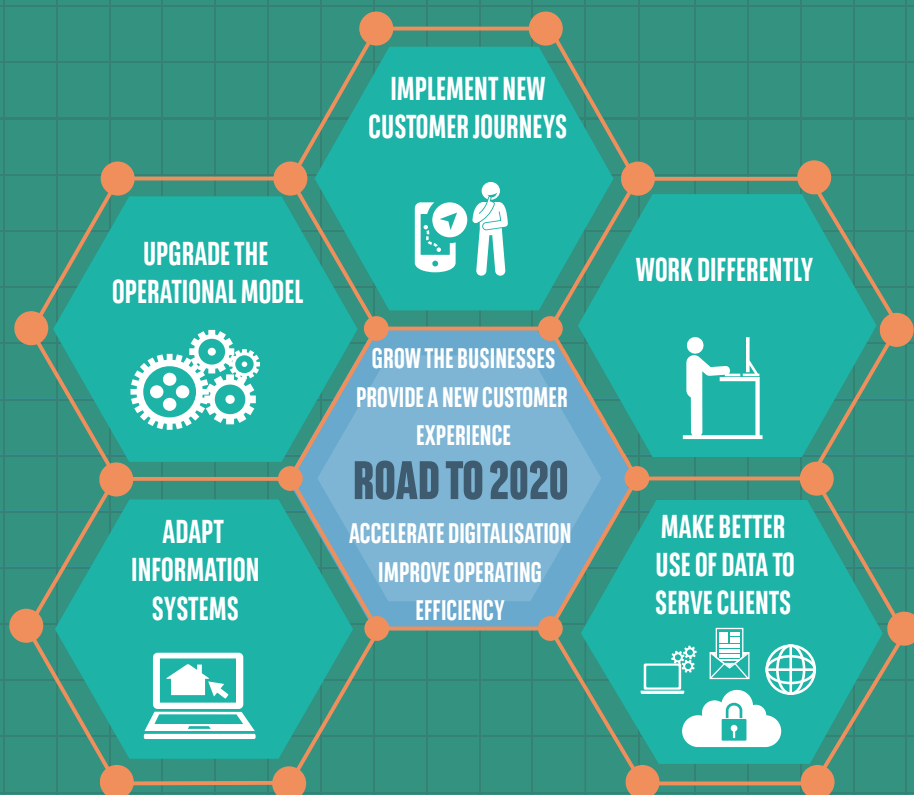 IMPLEMENT NEW
CUSTOMER JOURNEYS
UPGRADE THE
OPERATIONAL MODEL
WORK DIFFERENTLY
GROW THE BUSINESSES
PROVIDE A NEW CUSTOMER
EXPERIENCE
ROAD TO 2020
ACCELERATE DIGITALISATION
IMPROVE OPERATING
EFFICIENCY
ADAPT
INFORMATION
SYSTEMS
MAKE BETTER
USE OF DATA TO
SERVE CLIENTS